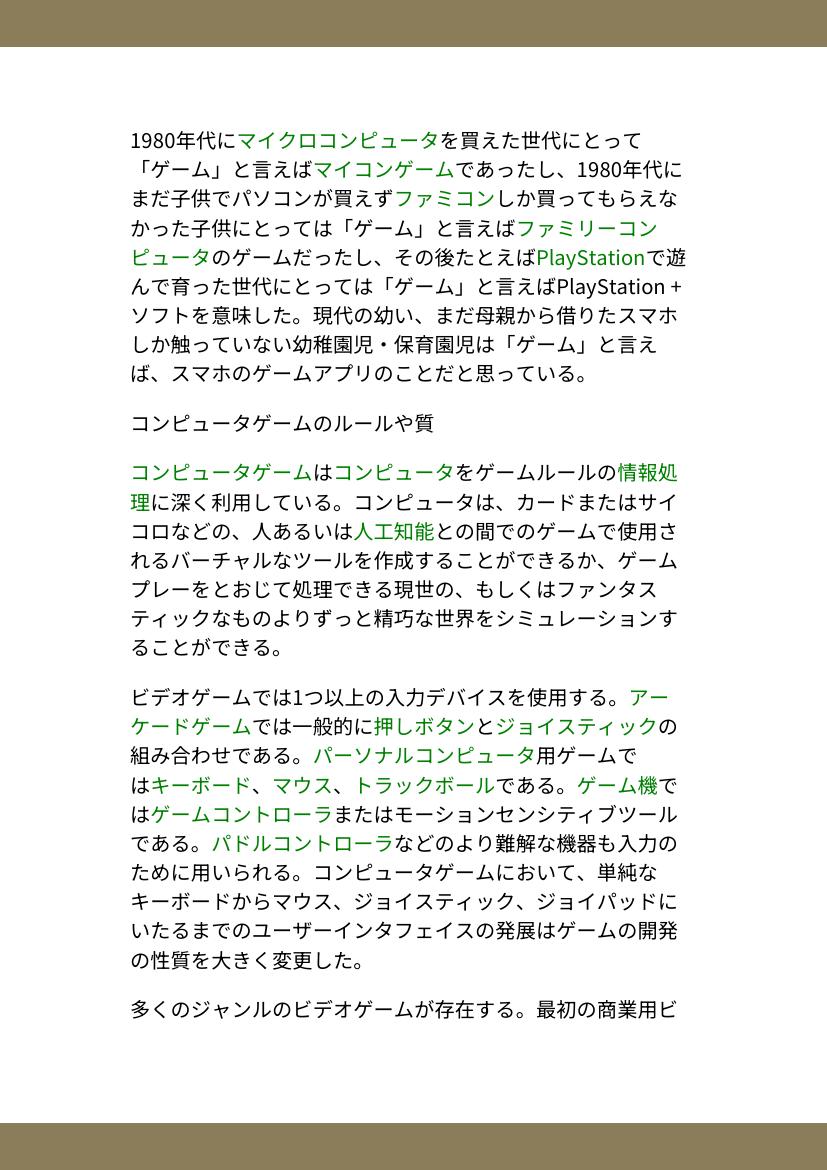 1980年代にマイクロコンピュータを買えた世代にとって
「ゲーム」と言えばマイコンゲームであったし、1980年代に
まだ子供でパソコンが買えずファミコンしか買ってもらえな
かった子供にとっては「ゲーム」と言えばファミリーコン
ピュータのゲームだったし、その後たとえばPlayStationで遊
んで育った世代にとっては「ゲーム」と言えばPlayStation +
ソフトを意味した。現代の幼い、まだ母親から借りたスマホ
しか触っていない幼稚園児・保育園児は「ゲーム」と言え
ば、スマホのゲームアプリのことだと思っている。
コンピュータゲームのルールや質
コンピュータゲームはコンピュータをゲームルールの情報処
理に深く利用している。コンピュータは、カードまたはサイ
コロなどの、人あるいは人工知能との間でのゲームで使用さ
れるバーチャルなツールを作成することができるか、ゲーム
プレーをとおじて処理できる現世の、もしくはファンタス
ティックなものよりずっと精巧な世界をシミュレーションす
ることができる。
ビデオゲームでは1つ以上の入力デバイスを使用する。アー
ケードゲームでは一般的に押しボタンとジョイスティックの
組み合わせである。パーソナルコンピュータ用ゲームで
はキーボード、マウス、トラックボールである。ゲーム機で
はゲームコントローラまたはモーションセンシティブツール
である。パドルコントローラなどのより難解な機器も入力の
ために用いられる。コンピュータゲームにおいて、単純な
キーボードからマウス、ジョイスティック、ジョイパッドに
いたるまでのユーザーインタフェイスの発展はゲームの開発
の性質を大きく変更した。
多くのジャンルのビデオゲームが存在する。最初の商業用ビ